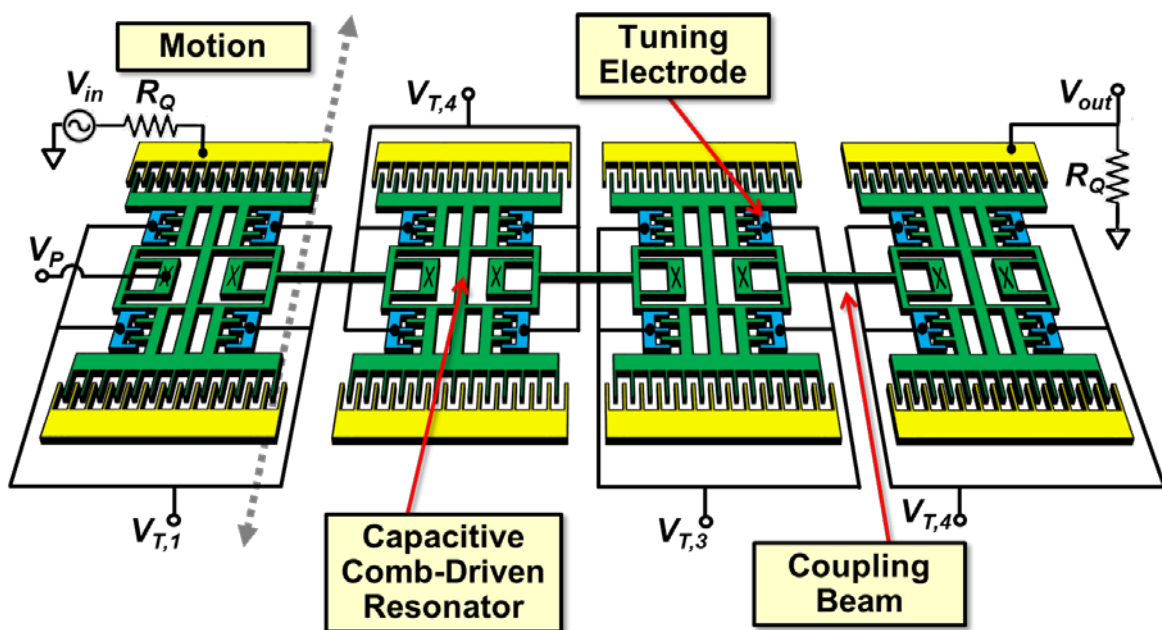 Motion
Tuning
Electrode
V_in
R_Q
V_T,4
V_out
R_Q
V_P
V_T,1
Capacitive
Comb-Driven
Resonator
V_T,3
V_T,4
Coupling
Beam